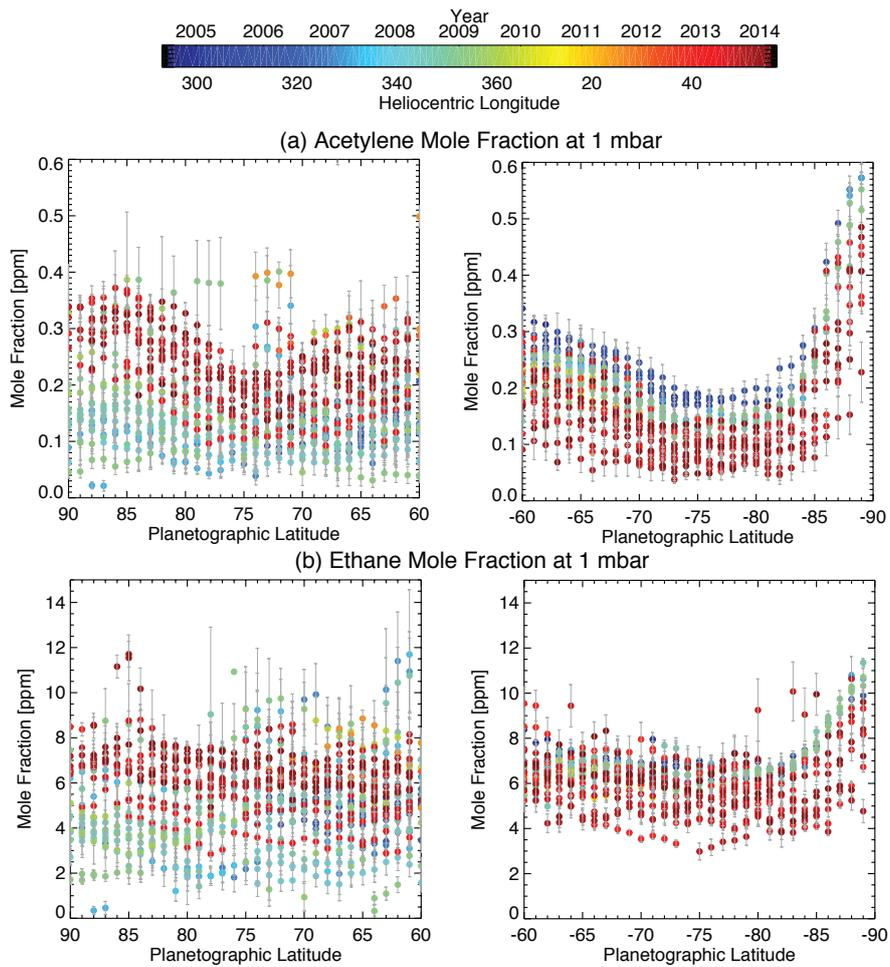 Year
2005 2006 2007 2008 2009 2010 2011 2012 2013 2014
300 320 340 360 20 40
Heliocentric Longitude
(a) Acetylene Mole Fraction at 1 mbar
Mole Fraction [ppm]
0.6
0.5
0.4
0.3
0.2
0.1
0.0
90 85 80 75 70 65 60
Planetographic Latitude
Mole Fraction [ppm]
0.6
0.5
0.4
0.3
0.2
0.1
0.0
-60 -65 -70 -75 -80 -85 -90
Planetographic Latitude
(b) Ethane Mole Fraction at 1 mbar
Mole Fraction [ppm]
14
12
10
8
6
4
2
0
90 85 80 75 70 65 60
Planetographic Latitude
Mole Fraction [ppm]
14
12
10
8
6
4
2
0
-60 -65 -70 -75 -80 -85 -90
Planetographic Latitude